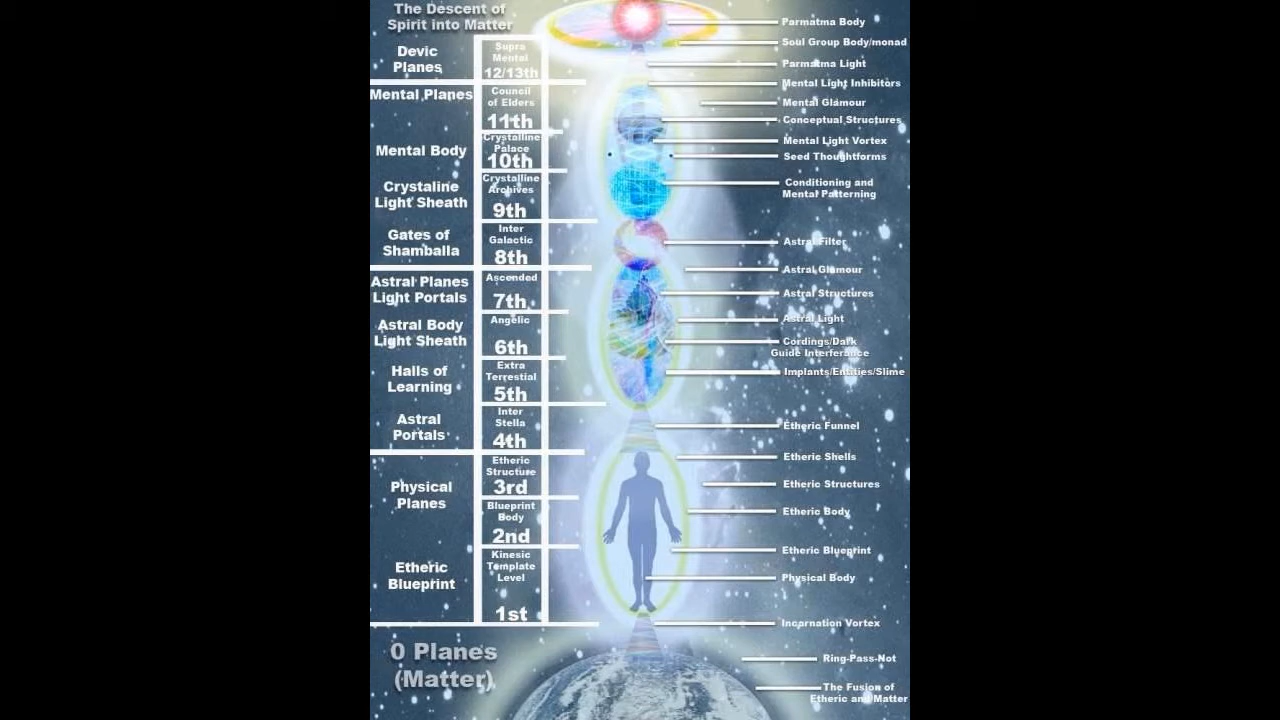 The Descent of
Spirit into Matter
Devic
Planes
Mental Planes
Mental Body
Crystaline
Light Sheath
Gates of
Shamballa
Astral Planes
Light Portals
Astral Body
Light Sheath
Halls of
Learning
Astral
Portals
Physical
Planes
Etheric
Blueprint
0 Planes
(Matter)
Supra
Mental
12/13th
Council
of Elders
11th
Crystalline
Palace
10th
Crystalline
Archives
9th
Inter
Galactic
8th
Ascended
7th
Angelic
6th
Extra
Terrestial
5th
Inter
Stella
4th
Etheric
Structure
3rd
Blueprint
Body
2nd
Kinesic
Template
Level
1st
Parmatma Body
Soul Group Body/monad
Parmatma Light
Mental Light Inhibitors
Mental Glamour
Conceptual Structures
Mental Light Vortex
Seed Thoughtforms
Conditioning and
Mental Patterning
Astral Filter
Astral Glamour
Astral Structures
Astral Light
Cordings/Dark
Guide Interferance
Implants/Entities/Slime
Etheric Funnel
Etheric Shells
Etheric Structures
Etheric Body
Etheric Blueprint
Physical Body
Incarnation Vortex
Ring-Pass-Not
The Fusion of
Etheric and Matter